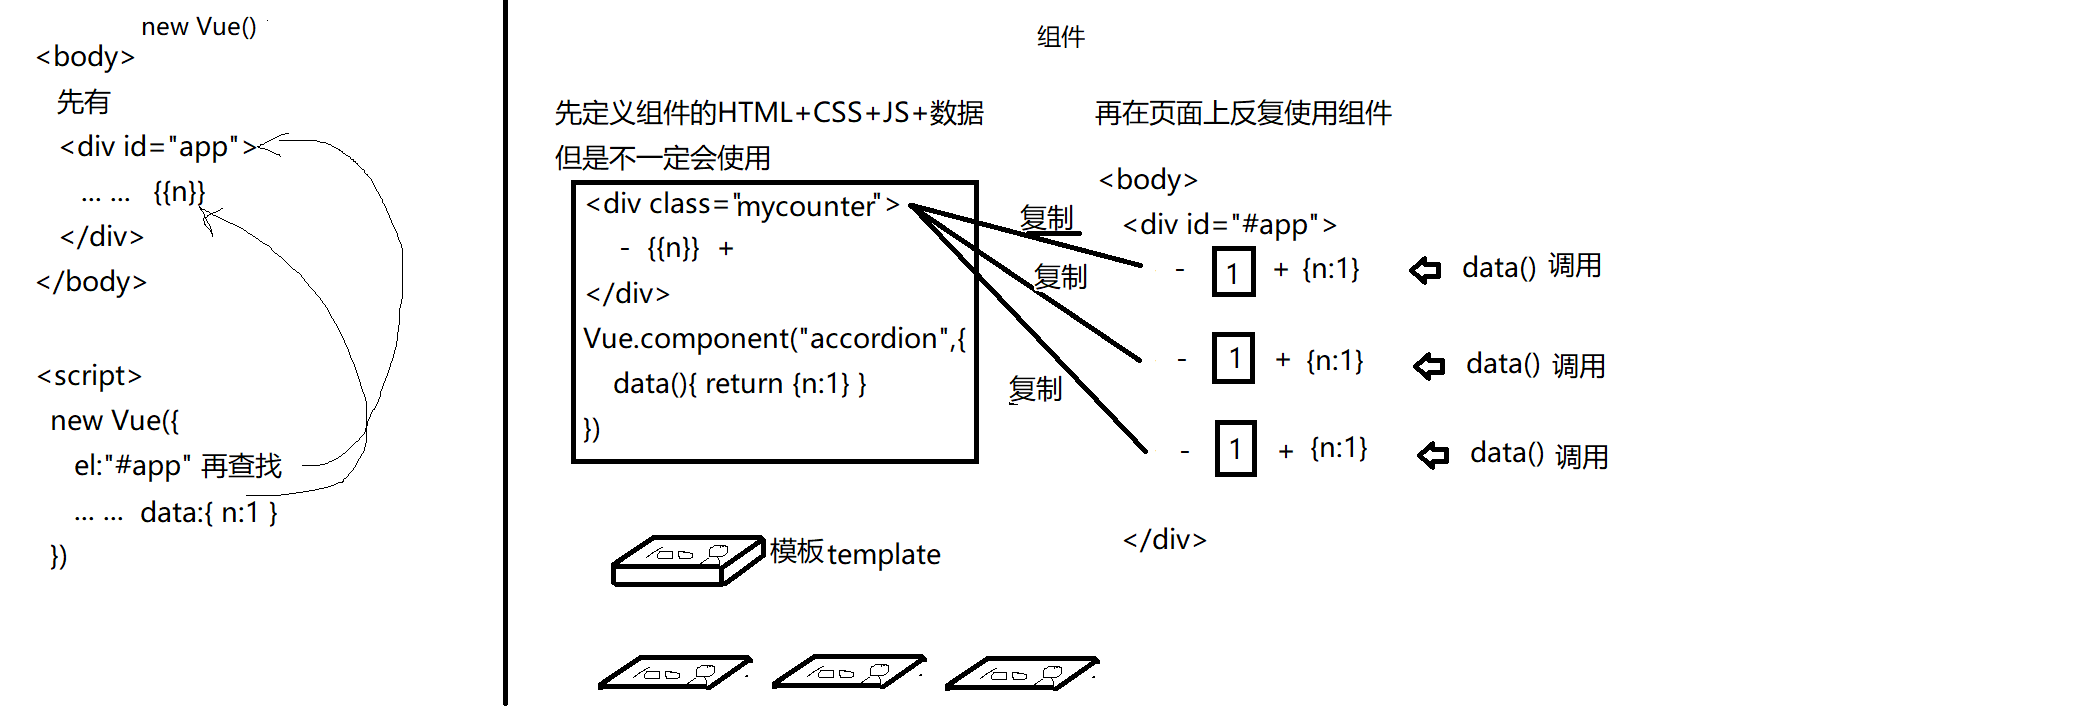 new Vue()
<body>
先有
<div id="app">
... ... {{n}}
</div>
</body>
<script>
new Vue({
el:"#app" 再查找
... ... data:{ n:1 }
})
组件
先定义组件的HTML+CSS+JS+数据
但是不一定会使用
<div class="mycounter">
- {{n}} +
</div>
Vue.component("accordion",{
data(){ return {n:1} }
})
复制
复制
复制
再在页面上反复使用组件
<body>
<div id="#app">
- 1 + {n:1} data() 调用
- 1 + {n:1} data() 调用
- 1 + {n:1} data() 调用
</div>
模板template